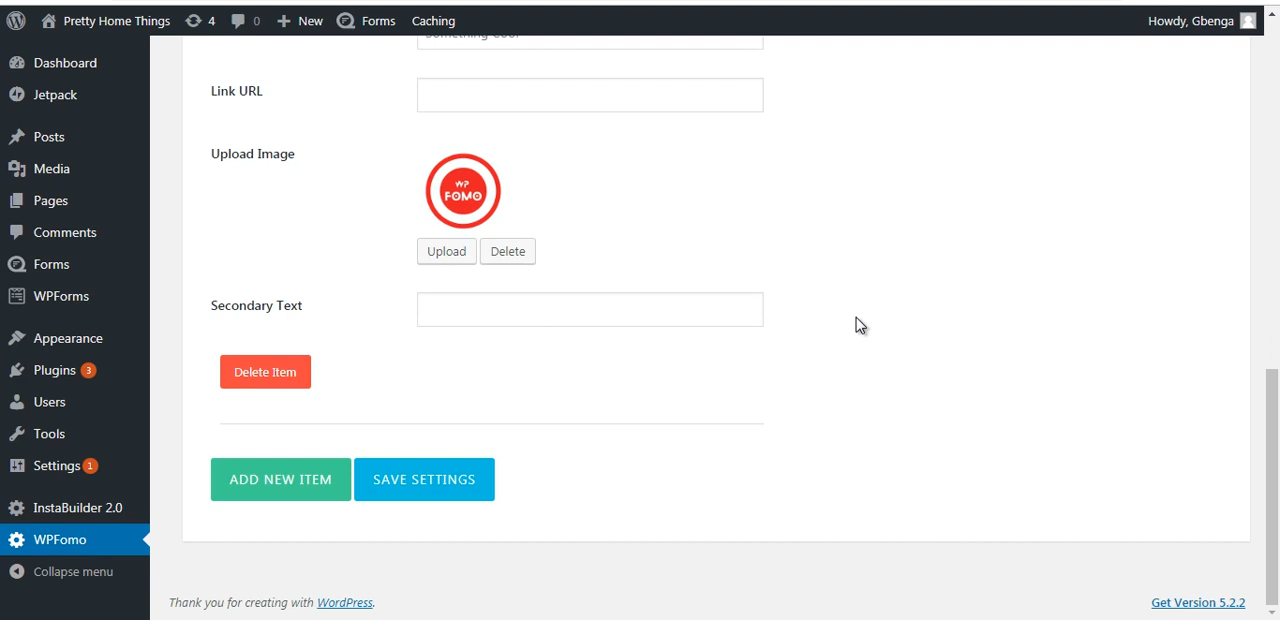 Pretty Home Things 4 0 New Forms Caching Howdy, Gbenga
Dashboard
Jetpack
Posts
Media
Pages
Comments
Forms
WPForms
Appearance
Plugins 3
Users
Tools
Settings 1
InstaBuilder 2.0
WPFomo
Collapse menu
Something Cool
Link URL
Upload Image
WP
FOMO
Upload Delete
Secondary Text
Delete Item
ADD NEW ITEM SAVE SETTINGS
Thank you for creating with WordPress. Get Version 5.2.2